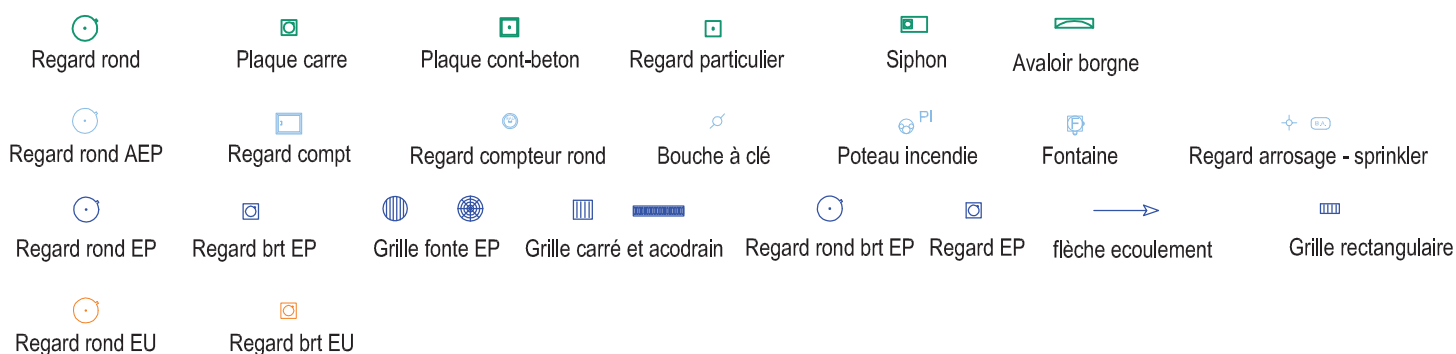 Regard rond Plaque carre Plaque cont-beton Regard particulier Siphon Avaloir borgne
PI F B.A.
Regard rond AEP Regard compt Regard compteur rond Bouche à clé Poteau incendie Fontaine Regard arrosage - sprinkler
Regard rond EP Regard brt EP Grille fonte EP Grille carré et acodrain Regard rond brt EP Regard EP flèche ecoulement Grille rectangulaire
Regard rond EU Regard brt EU